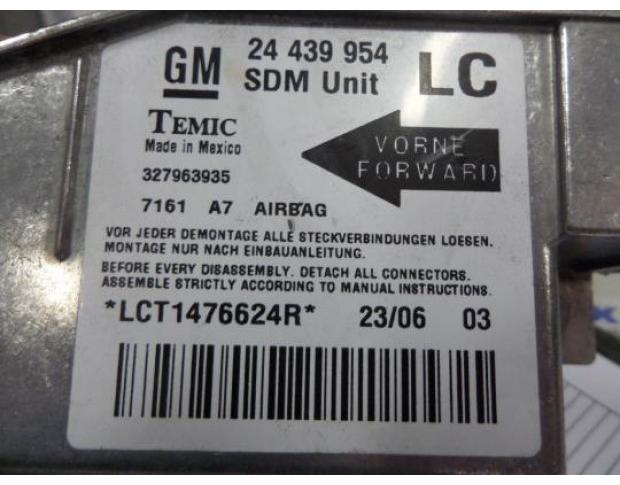 GM 24 439 954 LC
SDM Unit
TEMIC
Made in Mexico
VORNE
FORWARD
327963935
7161 A7 AIRBAG
VOR JEDER DEMONTAGE ALLE STECKVERBINDUNGEN LOESEN.
MONTAGE NUR NACH EINBAUANLEITUNG.
BEFORE EVERY DISASSEMBLY. DETACH ALL CONNECTORS.
ASSEMBLE STRICTLY ACCORDING TO MANUAL INSTRUCTIONS.
*LCT1476624R* 23/06 03